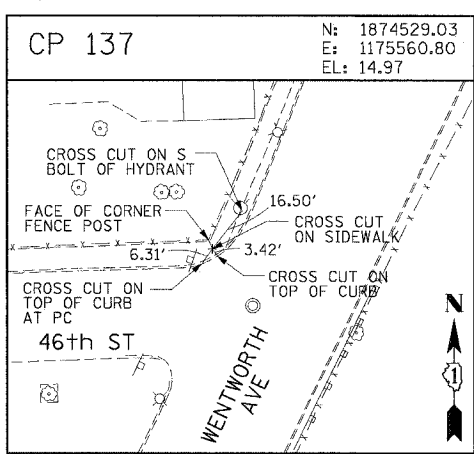 CP 137
N: 1874529.03
E: 1175560.80
EL: 14.97
CROSS CUT ON S
BOLT OF HYDRANT
16.50'
FACE OF CORNER
FENCE POST
CROSS CUT
ON SIDEWALK
6.31'
3.42'
CROSS CUT ON
TOP OF CURB
CROSS CUT ON
TOP OF CURB
AT PC
46th ST
WENTWORTH
AVE
N
1